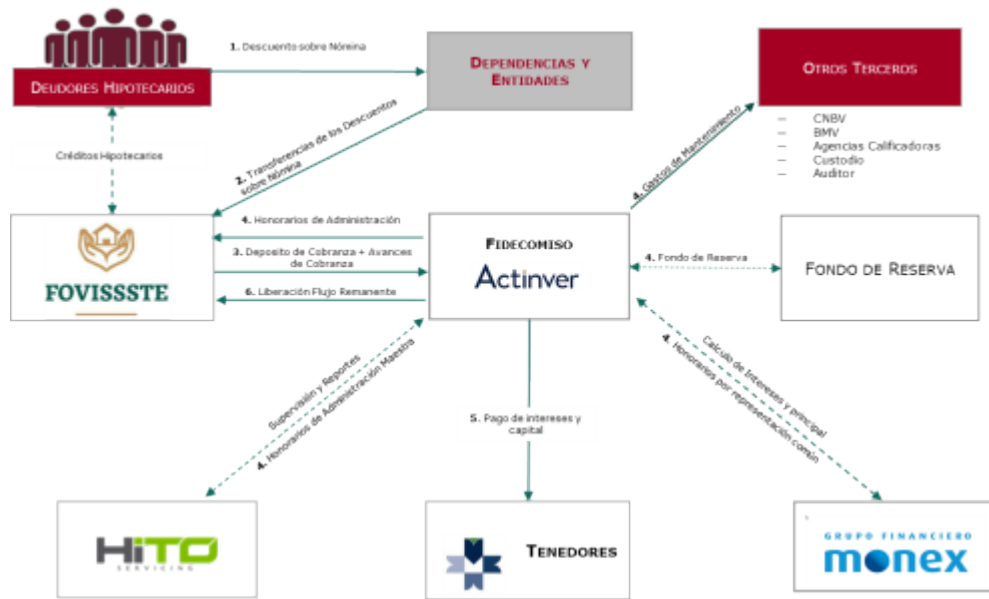 1. Descuento sobre Nómina
DEUDORES HIPOTECARIOS
DEPENDENCIAS Y
ENTIDADES
OTROS TERCEROS
— CNBV
— BMV
— Agencias Calificadoras
— Custodio
— Auditor
Créditos Hipotecarios
2. Transferencias de los Descuentos
sobre Nómina
4. Gastos de Mantenimiento
FOVISSSTE
4. Honorarios de Administración
3. Deposito de Cobranza + Avances
de Cobranza
6. Liberación Flujo Remanente
FIDECOMISO
Actinver
4. Fondo de Reserva
FONDO DE RESERVA
Supervisión y Reportes
4. Honorarios de Administración Maestra
5. Pago de intereses y
capital
Calculo de Intereses y principal
4. Honorarios por representación
común
HiTO
SERVICING
TENEDORES
GRUPO FINANCIERO
monex